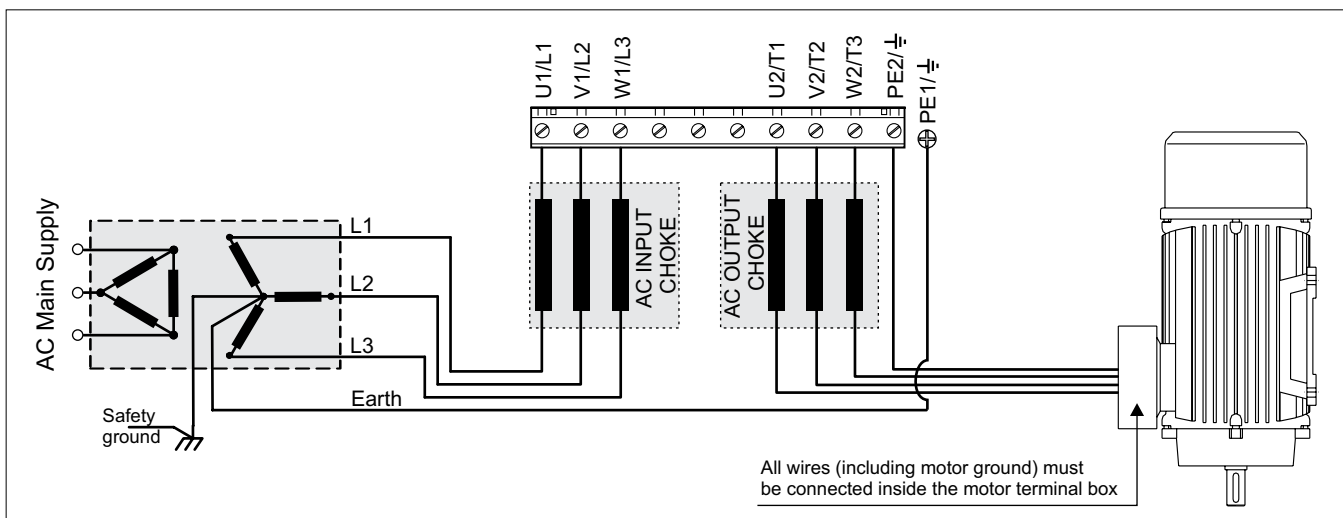 U1/L1
V1/L2
W1/L3
U2/T1
V2/T2
W2/T3
PE2/⏚
PE1/⏚
AC Main Supply
L1
L2
L3
Earth
Safety
ground
AC INPUT
CHOKE
AC OUTPUT
CHOKE
All wires (including motor ground) must
be connected inside the motor terminal box